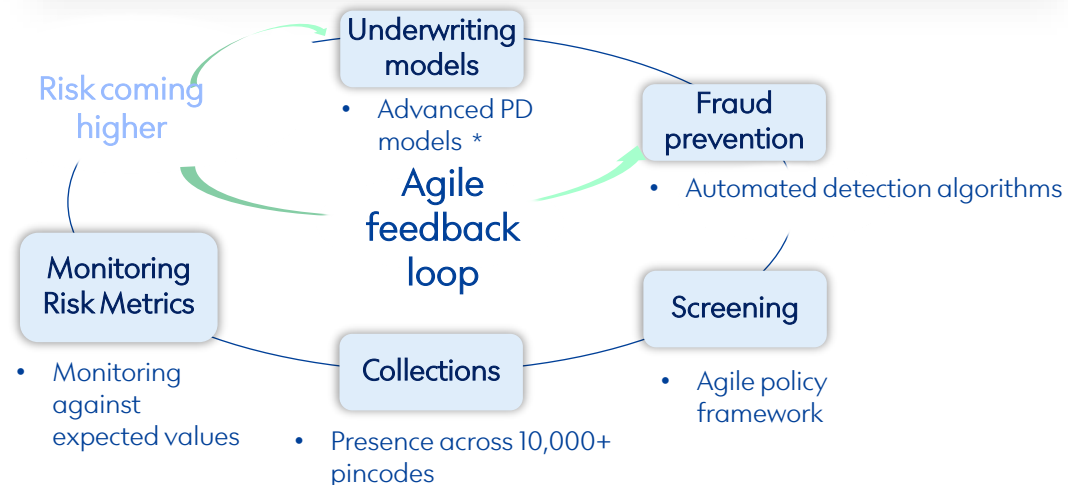 Underwriting
models
• Advanced PD
models *
Fraud
prevention
• Automated detection algorithms
Screening
• Agile policy
framework
Collections
• Presence across 10,000+
pincodes
Monitoring
Risk Metrics
• Monitoring
against
expected values
Risk coming
higher
Agile
feedback
loop